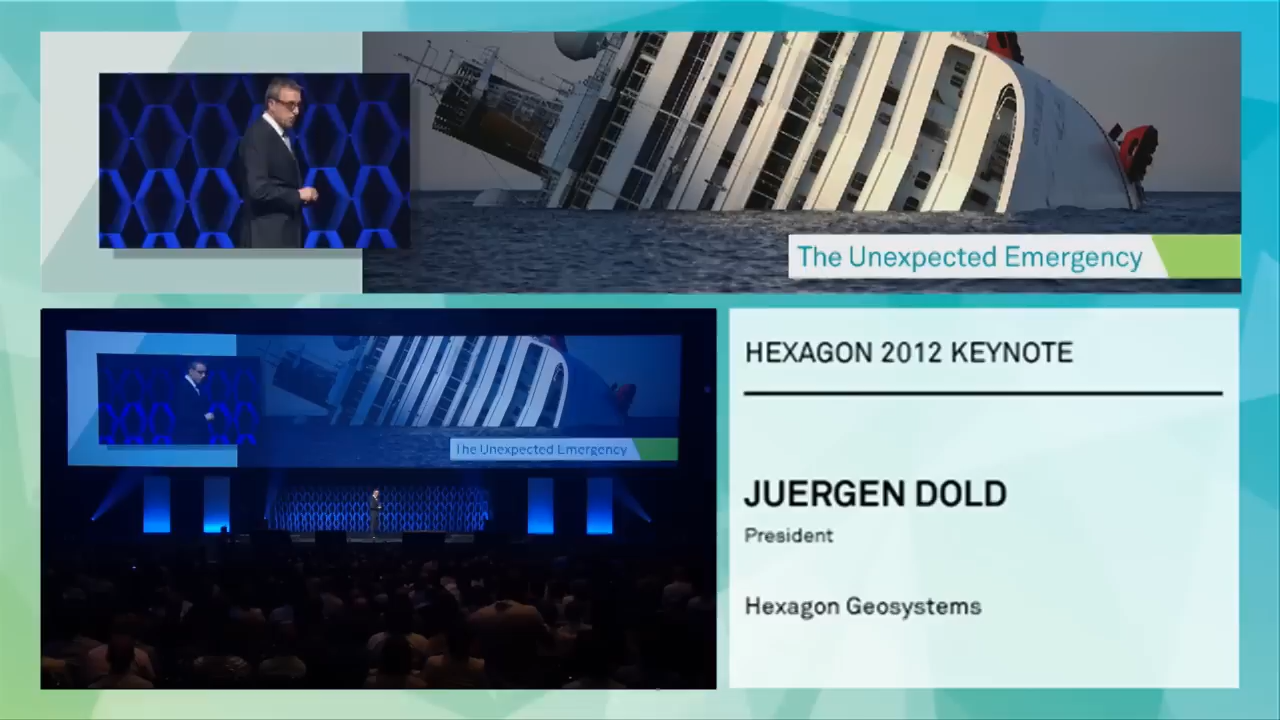 The Unexpected Emergency
The Unexpected Emergency
HEXAGON 2012 KEYNOTE
JUERGEN DOLD
President
Hexagon Geosystems